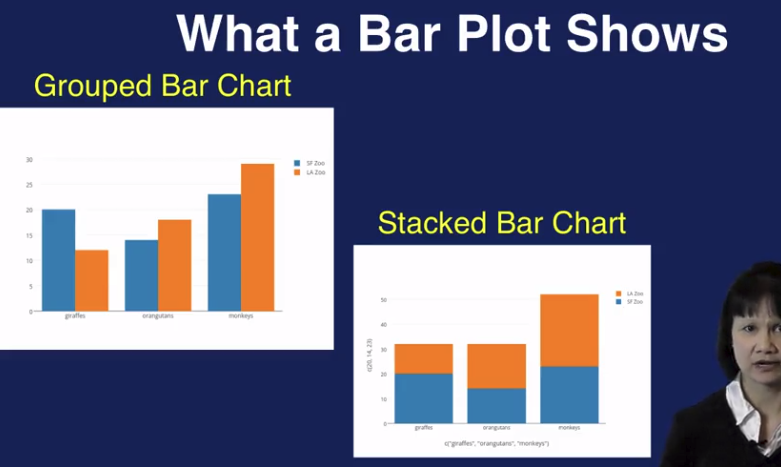 What a Bar Plot Shows
Grouped Bar Chart
30
25
20
15
10
5
0
giraffes
orangutans
monkeys
SF Zoo
LA Zoo
Stacked Bar Chart
50
40
30
20
10
0
c(20, 14, 23)
giraffes
orangutans
monkeys
c("giraffes", "orangutans", "monkeys")
LA Zoo
SF Zoo